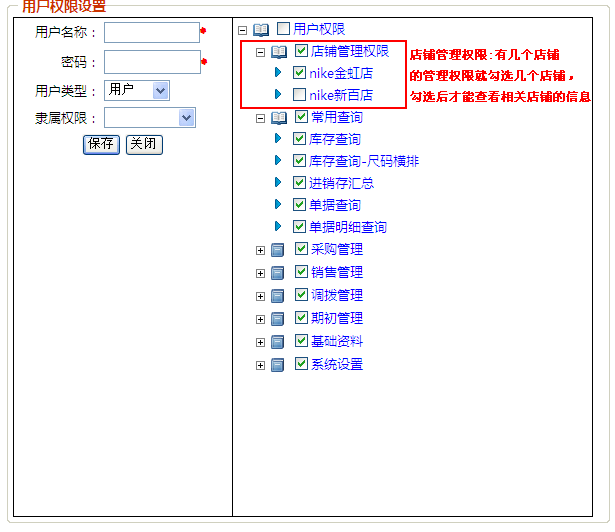 用户权限设置
用户名称：
*
密码：
*
用户类型：
用户
隶属权限：
保存
关闭
用户权限
店铺管理权限
nike金虹店
nike新百店
常用查询
库存查询
库存查询-尺码横排
进销存汇总
单据查询
单据明细查询
采购管理
销售管理
调拨管理
期初管理
基础资料
系统设置
店铺管理权限:有几个店铺
的管理权限就勾选几个店铺，
勾选后才能查看相关店铺的信息